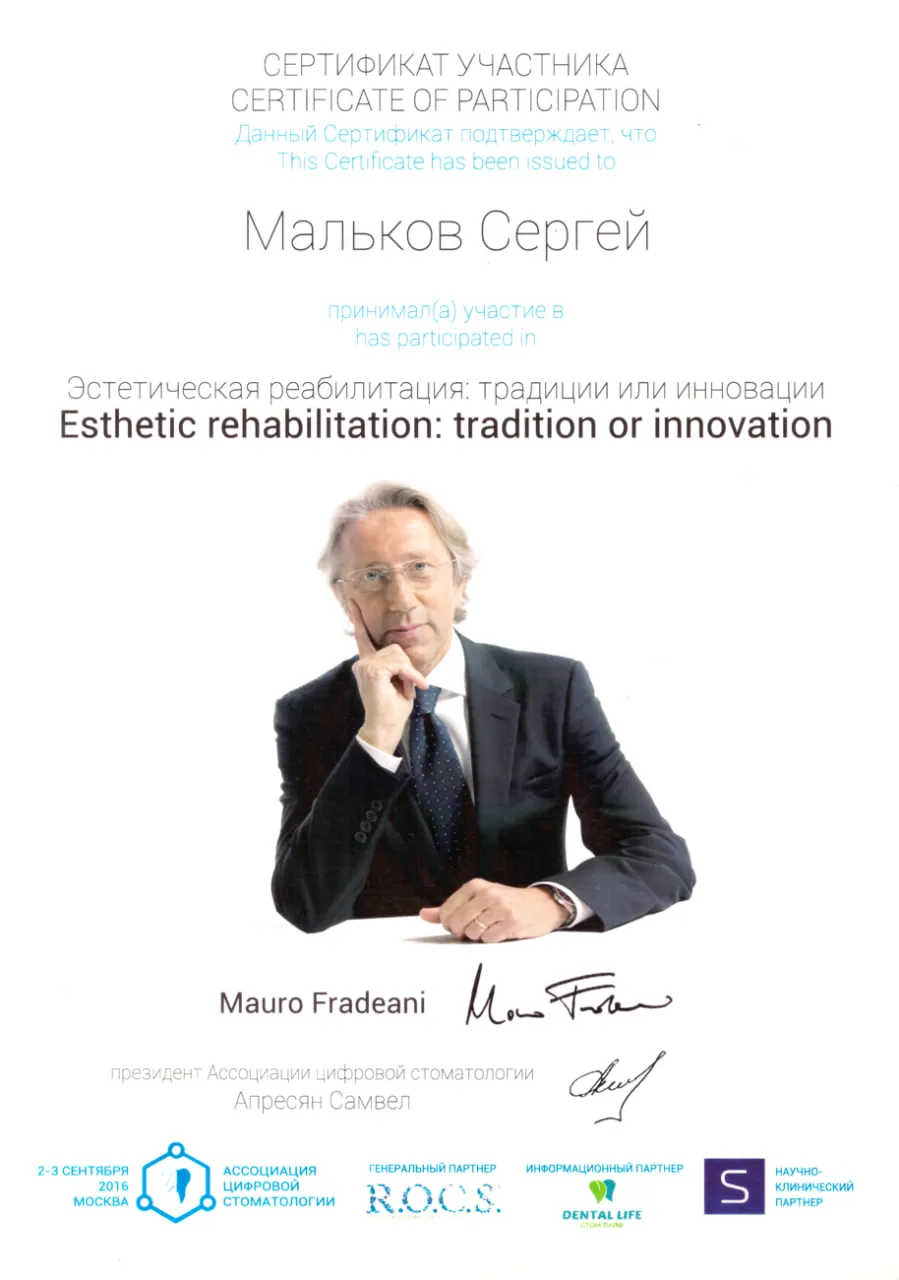 СЕРТИФИКАТ УЧАСТНИКА
CERTIFICATE OF PARTICIPATION
Данный Сертификат подтверждает, что
This Certificate has been issued to
Мальков Сергей
принимал(а) участие в
has participated in
Эстетическая реабилитация: традиции или инновации
Esthetic rehabilitation: tradition or innovation
Mauro Fradeani
президент Ассоциации цифровой стоматологии
Апресян Самвел
2-3 СЕНТЯБРЯ
2016
МОСКВА
АССОЦИАЦИЯ
ЦИФРОВОЙ
СТОМАТОЛОГИИ
ГЕНЕРАЛЬНЫЙ ПАРТНЕР
R.O.C.S.
ИНФОРМАЦИОННЫЙ ПАРТНЕР
DENTAL LIFE
СТОМ ЛАЙФ
S
НАУЧНО-
КЛИНИЧЕСКИЙ
ПАРТНЕР